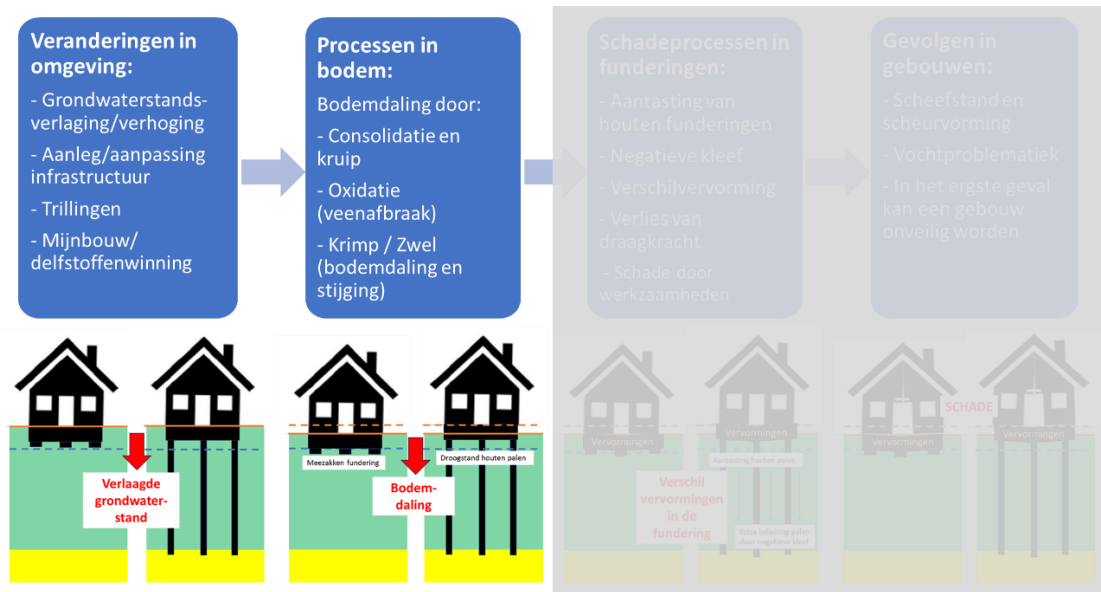 Veranderingen in
omgeving:
- Grondwaterstands-
verlaging/verhoging
- Aanleg/aanpassing
infrastructuur
- Trillingen
- Mijnbouw/
delfstoffenwinning
Processen in
bodem:
Bodemdaling door:
- Consolidatie en
kruip
- Oxidatie
(veenafbraak)
- Krimp / Zwel
(bodemdaling en
stijging)
Schadeprocessen in
funderingen:
- Aantasting van
houten funderingen
- Negatieve kleef
- Verschilvervorming
- Verlies van
draagkracht
- Schade door
werkzaamheden
Gevolgen in
gebouwen:
- Scheefstand en
scheurvorming
- Vochtproblematiek
- In het ergste geval
kan een gebouw
onveilig worden
Verlaagde
grondwater-
stand
Meezakken fundering
Droogstand houten palen
Bodem-
daling
Vervormingen
Vervormingen
Aantasting houten palen
Verschil
vervormingen
in de
fundering
Extra belasting palen
door negatieve kleef
SCHADE
Vervormingen
Vervormingen